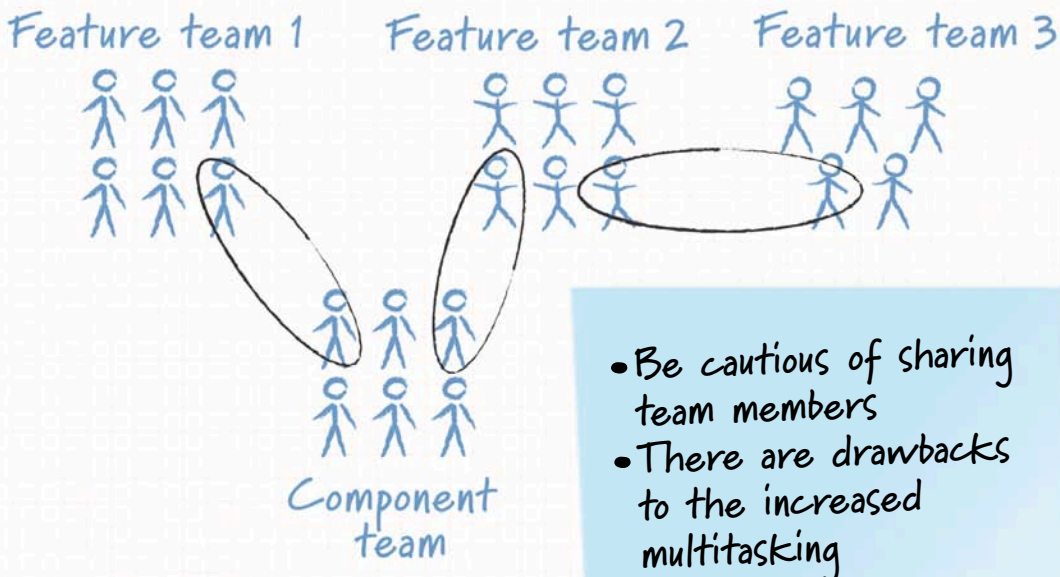 Feature team 1
Feature team 2
Feature team 3
Component
team
• Be cautious of sharing
team members
• There are drawbacks
to the increased
multitasking